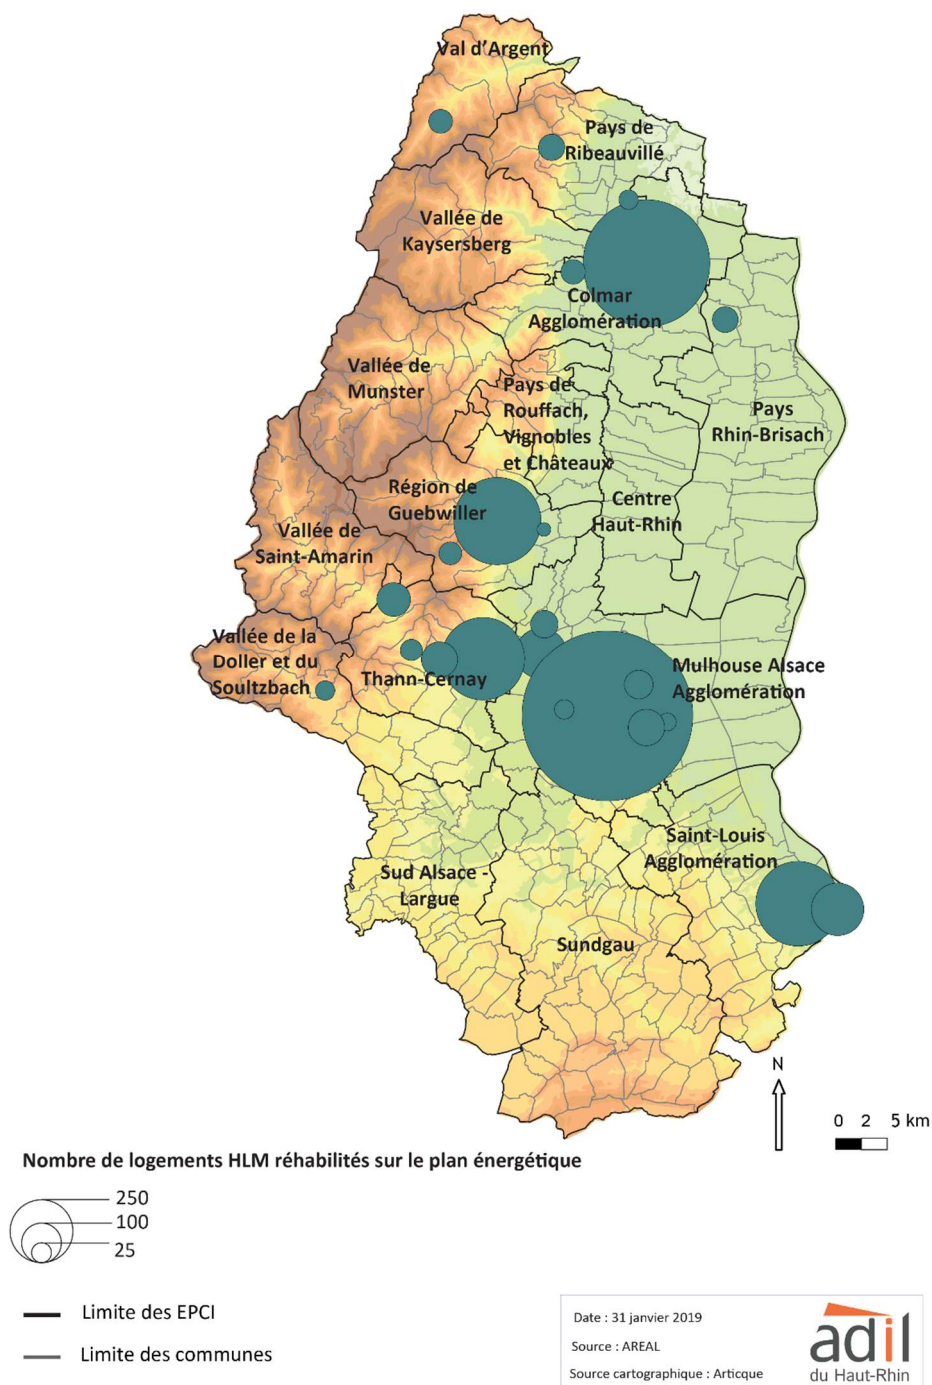 Val d'Argent
Pays de
Ribeauvillé
Vallée de
Kaysersberg
Colmar
Agglomération
Vallée de
Munster
Pays de
Rouffach,
Vignobles
et Châteaux
Pays
Rhin-Brisach
Région de
Guebwiller
Centre
Haut-Rhin
Vallée de
Saint-Amarin
Vallée de la
Doller et du
Soultzbach
Thann-Cernay
Mulhouse Alsace
Agglomération
Saint-Louis
Agglomération
Sud Alsace -
Largue
Sundgau
N
0 2 5 km
Nombre de logements HLM réhabilités sur le plan énergétique
250
100
25
Limite des EPCI
Limite des communes
Date : 31 janvier 2019
Source : AREAL
Source cartographique : Articque
adil
du Haut-Rhin